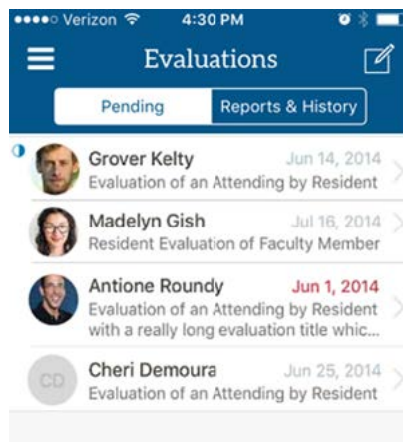 Verizon 4:30 PM
Evaluations
Pending Reports & History
Grover Kelty Jun 14, 2014
Evaluation of an Attending by Resident
Madelyn Gish Jul 16, 2014
Resident Evaluation of Faculty Member
Antione Roundy Jun 1, 2014
Evaluation of an Attending by Resident
with a really long evaluation title whic...
CD Cheri Demoura Jun 25, 2014
Evaluation of an Attending by Resident